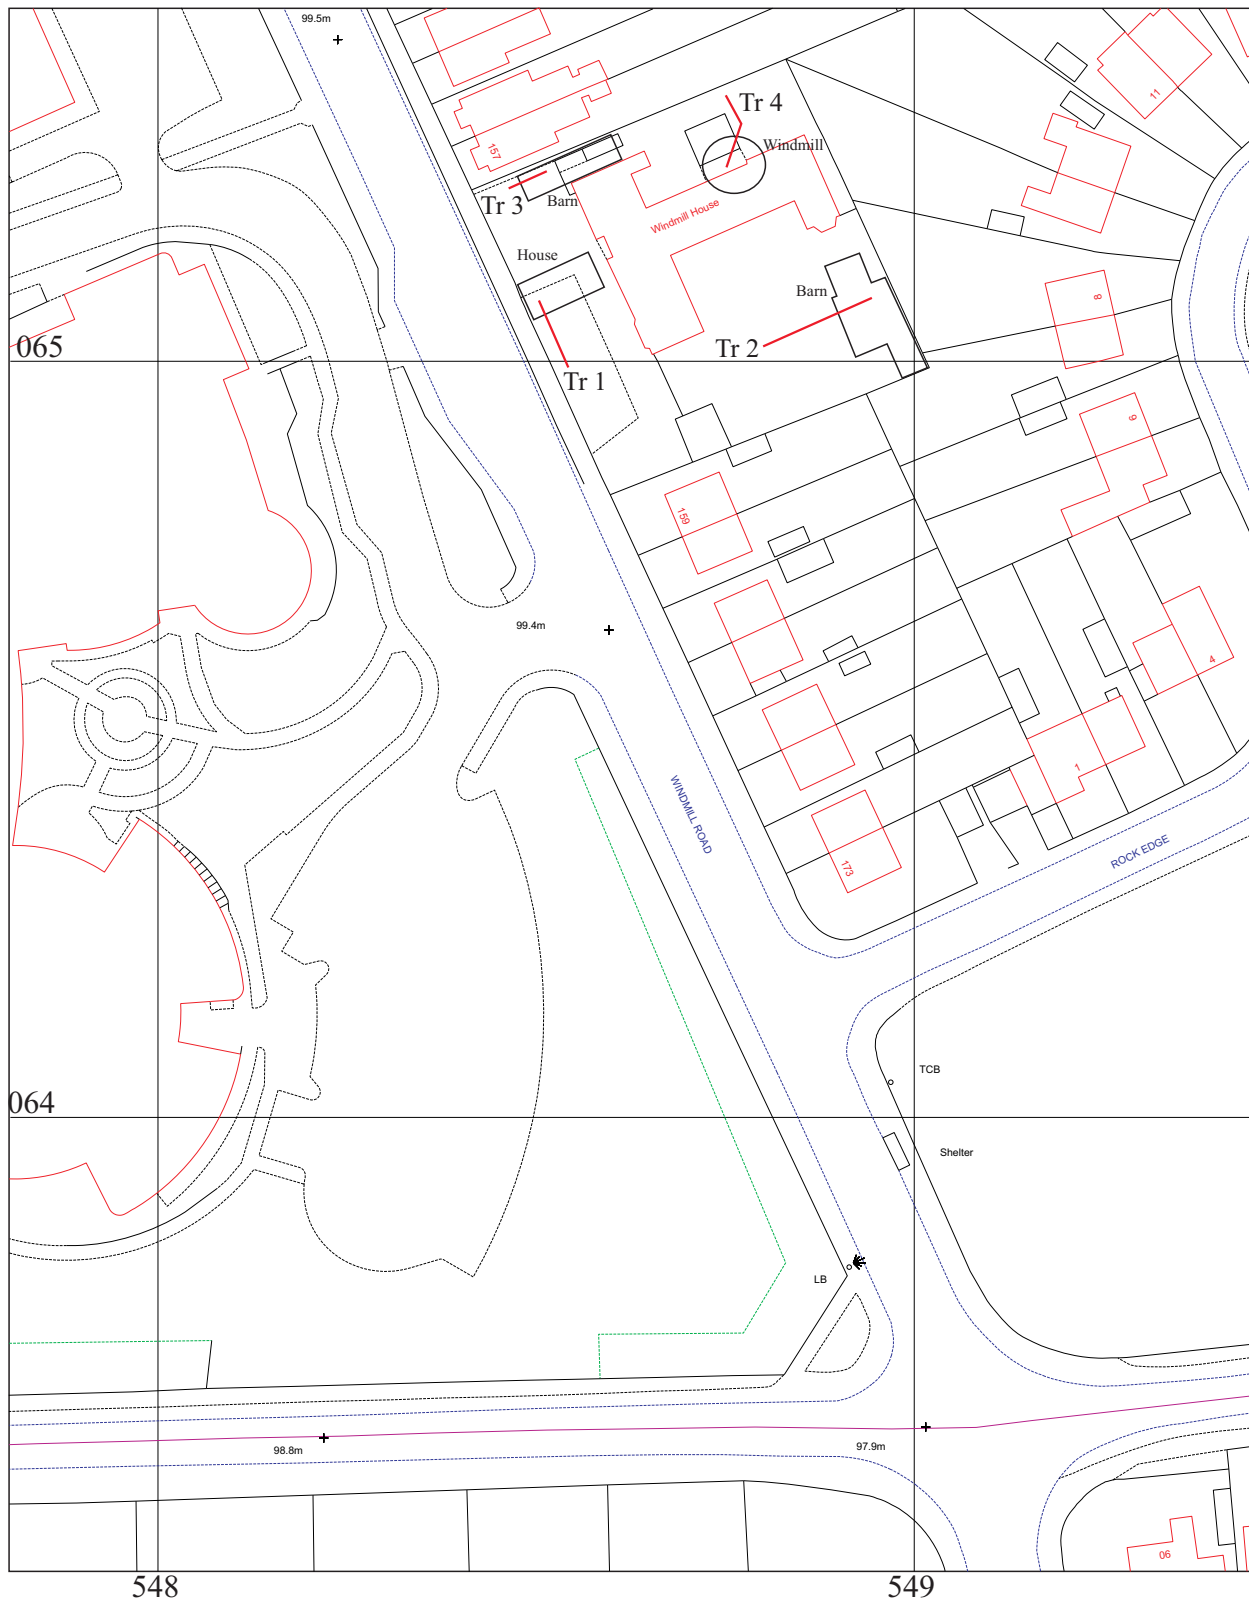 99.5m
Tr 4
11
Windmill
157
Tr 3
Barn
Windmill House
House
Barn
8
065
Tr 2
Tr 1
9
159
99.4m
4
1
WINDMILL ROAD
ROCK EDGE
173
TCB
064
Shelter
LB
98.8m
97.9m
90
548
549